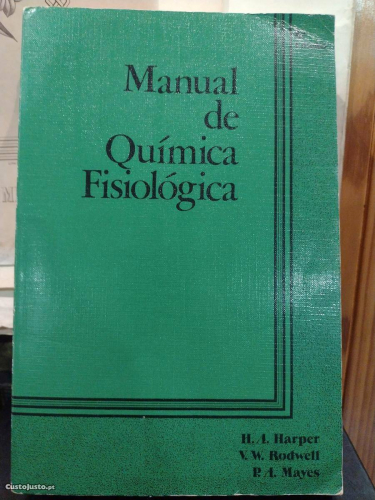 Manual
de
Química
Fisiológica
H. A. Harper
V. W. Rodwell
P. A. Mayes
CustoJusto.pt